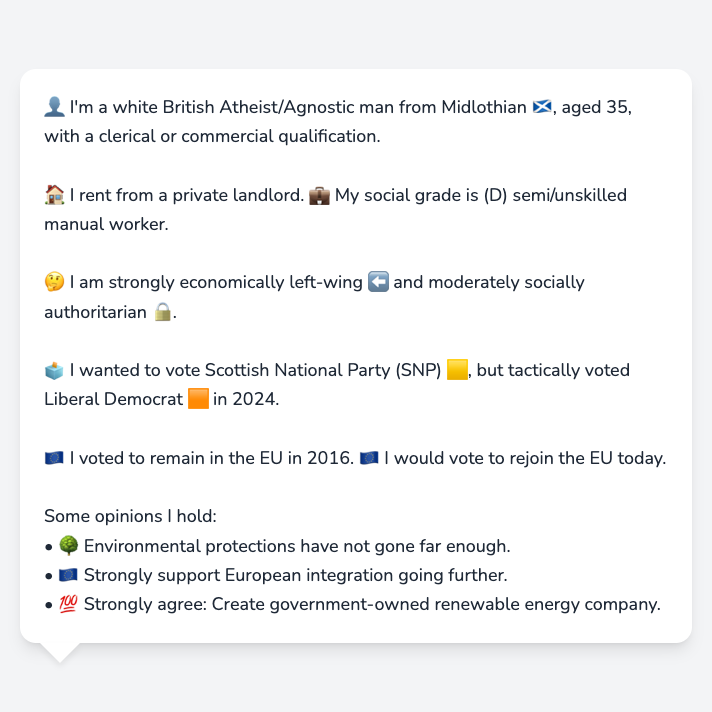 👤 I'm a white British Atheist/Agnostic man from Midlothian 🏴󠁧󠁢󠁳󠁣󠁴󠁿, aged 35,
with a clerical or commercial qualification.
🏠 I rent from a private landlord. 💼 My social grade is (D) semi/unskilled
manual worker.
🤔 I am strongly economically left-wing ⬅️ and moderately socially
authoritarian 🔒.
🗳️ I wanted to vote Scottish National Party (SNP) 🟨, but tactically voted
Liberal Democrat 🟧 in 2024.
🇪🇺 I voted to remain in the EU in 2016. 🇪🇺 I would vote to rejoin the EU today.
Some opinions I hold:
• 🌳 Environmental protections have not gone far enough.
• 🇪🇺 Strongly support European integration going further.
• 💯 Strongly agree: Create government-owned renewable energy company.